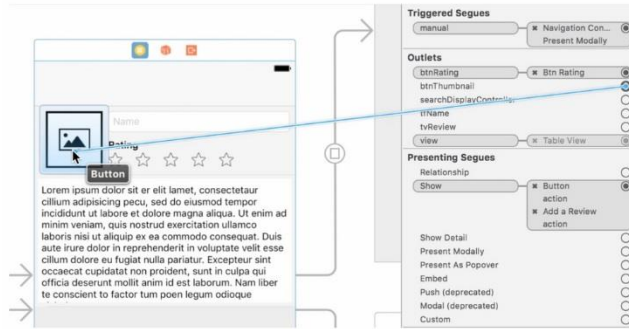 Name
Rating
Button
Lorem ipsum dolor sit er elit lamet, consectetaur
cillium adipisicing pecu, sed do eiusmod tempor
incididunt ut labore et dolore magna aliqua. Ut enim ad
minim veniam, quis nostrud exercitation ullamco
laboris nisi ut aliquip ex ea commodo consequat. Duis
aute irure dolor in reprehenderit in voluptate velit esse
cillum dolore eu fugiat nulla pariatur. Excepteur sint
occaecat cupidatat non proident, sunt in culpa qui
officia deserunt mollit anim id est laborum. Nam liber
te conscient to factor tum poen legum odioque
Triggered Segues
manual
Navigation Con...
Present Modally
Outlets
btnRating
Btn Rating
btnThumbnail
searchDisplayController
tfName
tvReview
view
Table View
Presenting Segues
Relationship
Show
Button
action
Add a Review
action
Show Detail
Present Modally
Present As Popover
Embed
Push (deprecated)
Modal (deprecated)
Custom